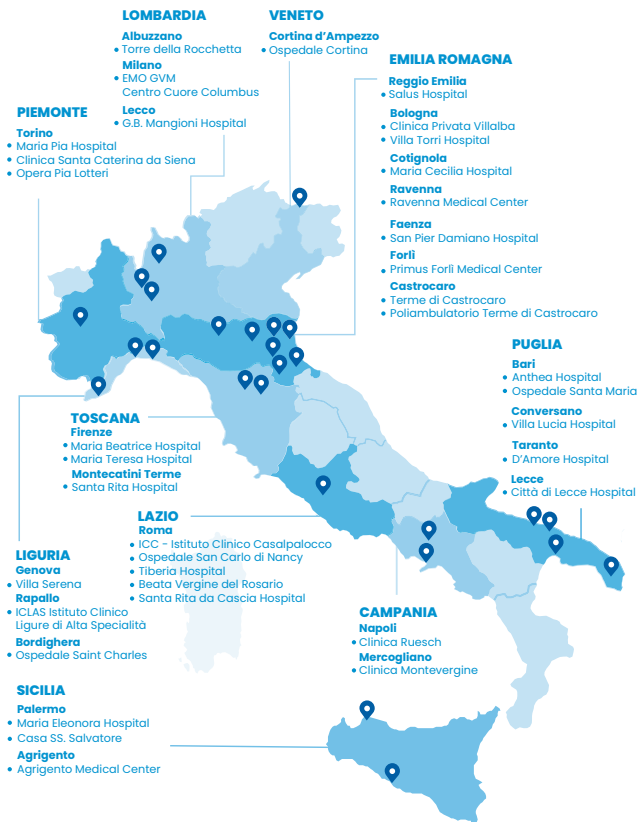 LOMBARDIA
Albuzzano
• Torre della Rocchetta
Milano
• EMO GVM
Centro Cuore Columbus
Lecco
• G.B. Mangioni Hospital
VENETO
Cortina d'Ampezzo
• Ospedale Cortina
EMILIA ROMAGNA
Reggio Emilia
• Salus Hospital
Bologna
• Clinica Privata Villalba
• Villa Torri Hospital
Cotignola
• Maria Cecilia Hospital
Ravenna
• Ravenna Medical Center
Faenza
• San Pier Damiano Hospital
Forlì
• Primus Forlì Medical Center
Castrocaro
• Terme di Castrocaro
• Poliambulatorio Terme di Castrocaro
PIEMONTE
Torino
• Maria Pia Hospital
• Clinica Santa Caterina da Siena
• Opera Pia Lotteri
PUGLIA
Bari
• Anthea Hospital
• Ospedale Santa Maria
Conversano
• Villa Lucia Hospital
Taranto
• D'Amore Hospital
Lecce
• Città di Lecce Hospital
TOSCANA
Firenze
• Maria Beatrice Hospital
• Maria Teresa Hospital
Montecatini Terme
• Santa Rita Hospital
LAZIO
Roma
• ICC - Istituto Clinico Casalpalocco
• Ospedale San Carlo di Nancy
• Tiberia Hospital
• Beata Vergine del Rosario
• Santa Rita da Cascia Hospital
LIGURIA
Genova
• Villa Serena
Rapallo
• ICLAS Istituto Clinico
Ligure di Alta Specialità
Bordighera
• Ospedale Saint Charles
CAMPANIA
Napoli
• Clinica Ruesch
Mercogliano
• Clinica Montevergine
SICILIA
Palermo
• Maria Eleonora Hospital
• Casa SS. Salvatore
Agrigento
• Agrigento Medical Center